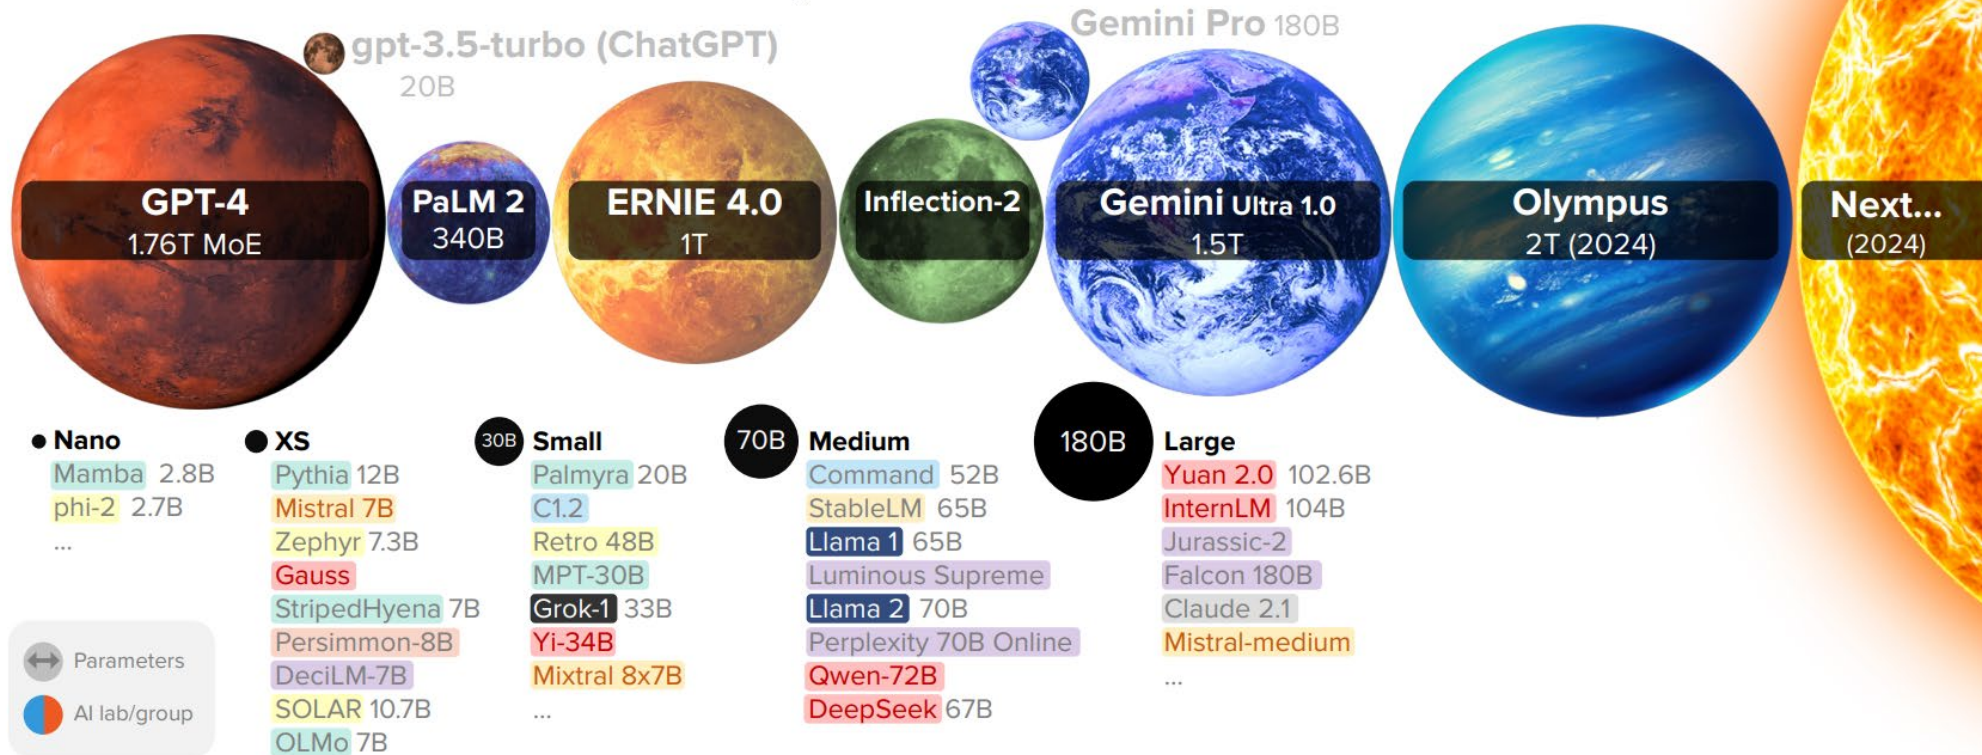 gpt-3.5-turbo (ChatGPT)
20B
Gemini Pro 180B
GPT-4
1.76T MoE
PaLM 2
340B
ERNIE 4.0
1T
Inflection-2
Gemini Ultra 1.0
1.5T
Olympus
2T (2024)
Next...
(2024)
Nano
Mamba 2.8B
phi-2 2.7B
...
XS
Pythia 12B
Mistral 7B
Zephyr 7.3B
Gauss
StripedHyena 7B
Persimmon-8B
DeciLM-7B
SOLAR 10.7B
OLMo 7B
30B Small
Palmyra 20B
C1.2
Retro 48B
MPT-30B
Grok-1 33B
Yi-34B
Mixtral 8x7B
...
70B Medium
Command 52B
StableLM 65B
Llama 1 65B
Luminous Supreme
Llama 2 70B
Perplexity 70B Online
Qwen-72B
DeepSeek 67B
180B Large
Yuan 2.0 102.6B
InternLM 104B
Jurassic-2
Falcon 180B
Claude 2.1
Mistral-medium
...
Parameters
AI lab/group